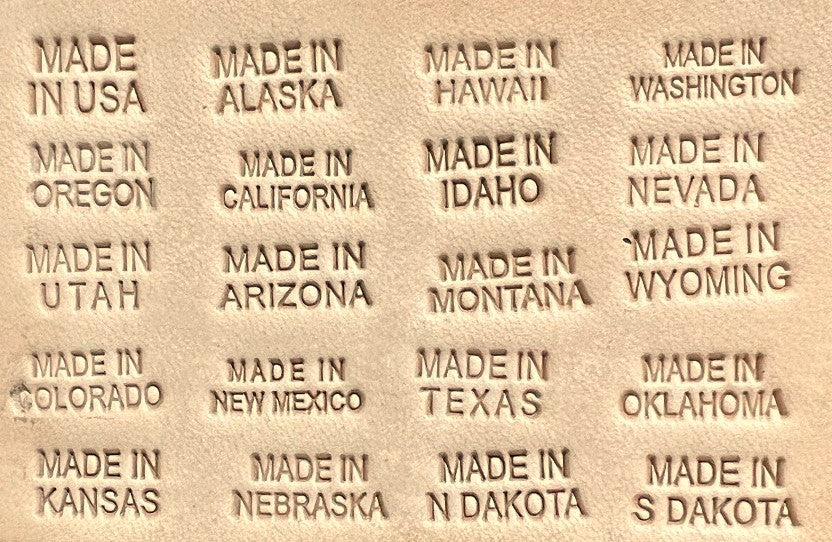 MADE
IN USA
MADE IN
ALASKA
MADE IN
HAWAII
MADE IN
WASHINGTON
MADE IN
OREGON
MADE IN
CALIFORNIA
MADE IN
IDAHO
MADE IN
NEVADA
MADE IN
UTAH
MADE IN
ARIZONA
MADE IN
MONTANA
MADE IN
WYOMING
MADE IN
COLORADO
MADE IN
NEW MEXICO
MADE IN
TEXAS
MADE IN
OKLAHOMA
MADE IN
KANSAS
MADE IN
NEBRASKA
MADE IN
N DAKOTA
MADE IN
S DAKOTA